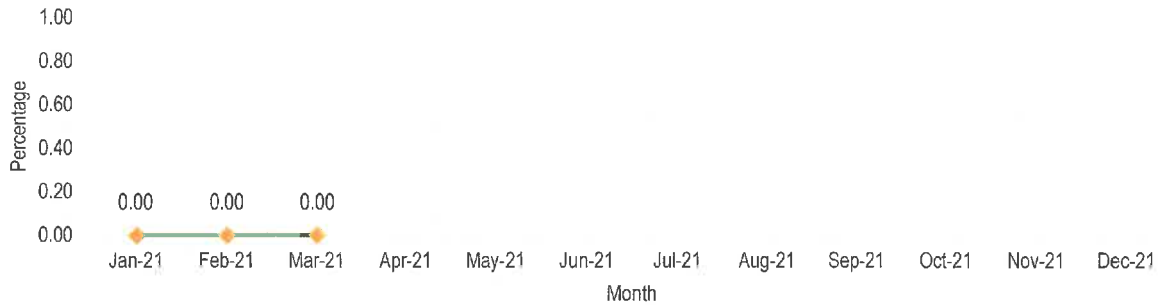 1.00
0.80
0.60
0.40
0.20
0.00
Percentage
0.00 0.00 0.00
Jan-21 Feb-21 Mar-21 Apr-21 May-21 Jun-21 Jul-21 Aug-21 Sep-21 Oct-21 Nov-21 Dec-21
Month